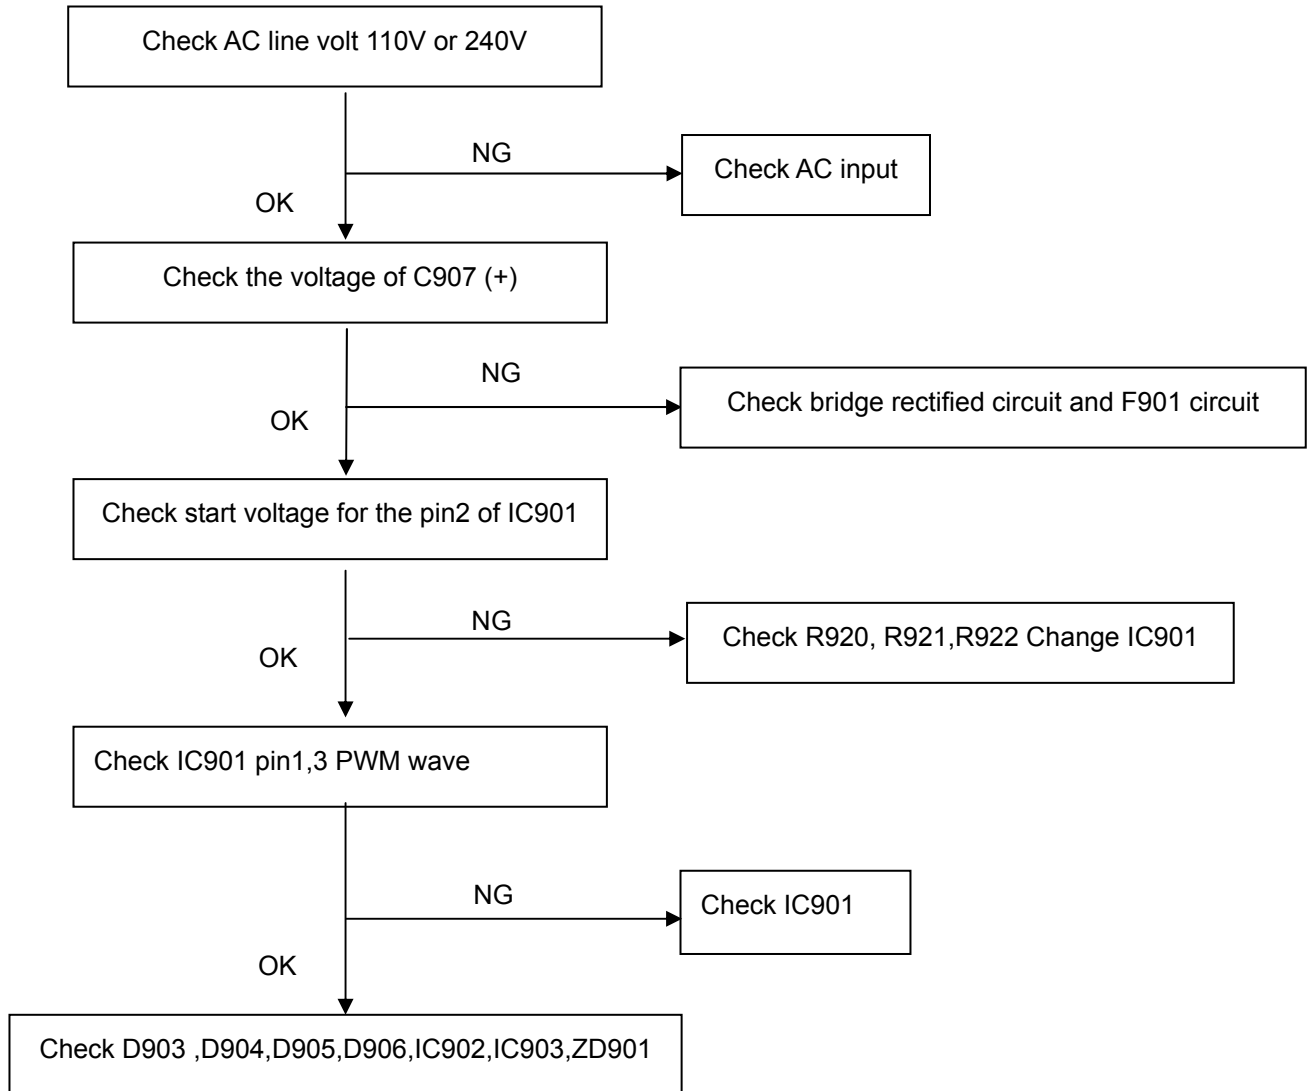 Check AC line volt 110V or 240V
NG
Check AC input
OK
Check the voltage of C907 (+)
NG
Check bridge rectified circuit and F901 circuit
OK
Check start voltage for the pin2 of IC901
NG
Check R920, R921,R922 Change IC901
OK
Check IC901 pin1,3 PWM wave
NG
Check IC901
OK
Check D903 ,D904,D905,D906,IC902,IC903,ZD901